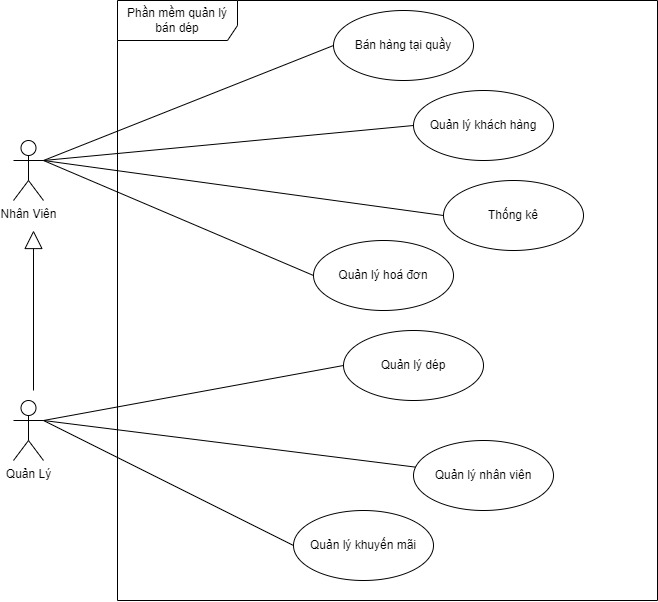 Phần mềm quản lý
bán dép
Bán hàng tại quầy
Quản lý khách hàng
Nhân Viên
Thống kê
Quản lý hoá đơn
Quản lý dép
Quản Lý
Quản lý nhân viên
Quản lý khuyến mãi